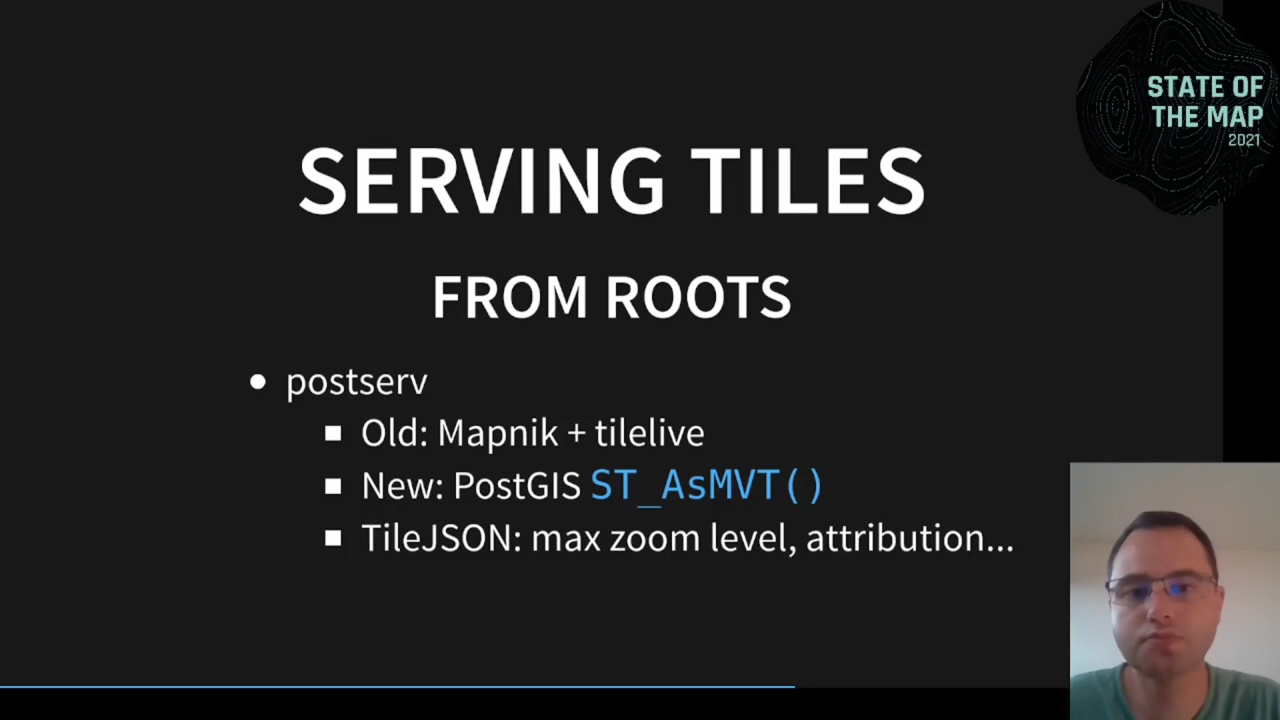 SERVING TILES
FROM ROOTS
postserv
Old: Mapnik + tilelive
New: PostGIS ST_AsMVT()
TileJSON: max zoom level, attribution...
STATE OF
THE MAP
2021